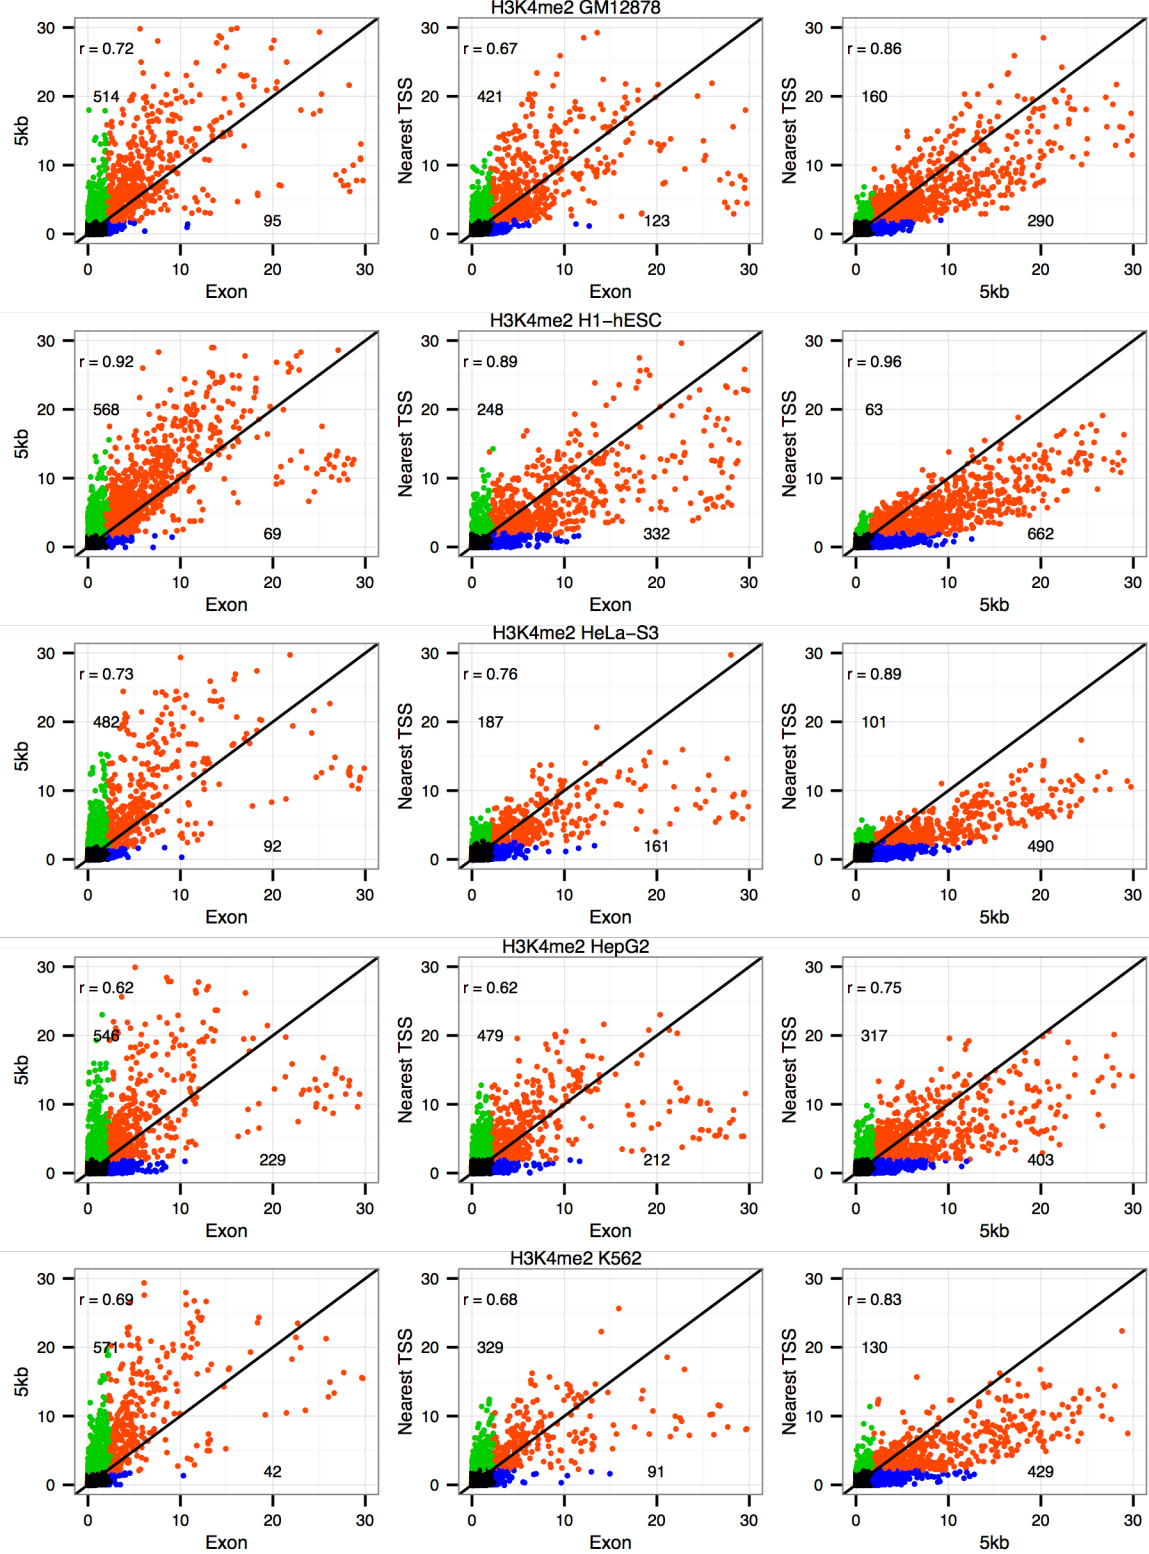 H3K4me2 GM12878
r = 0.72
514
95
30
20
10
0
0 10 20 30
5kb
Exon
r = 0.67
421
123
30
20
10
0
0 10 20 30
Nearest TSS
Exon
r = 0.86
160
290
30
20
10
0
0 10 20 30
Nearest TSS
5kb
H3K4me2 H1-hESC
r = 0.92
568
69
30
20
10
0
0 10 20 30
5kb
Exon
r = 0.89
248
332
30
20
10
0
0 10 20 30
Nearest TSS
Exon
r = 0.96
63
662
30
20
10
0
0 10 20 30
Nearest TSS
5kb
H3K4me2 HeLa-S3
r = 0.73
482
92
30
20
10
0
0 10 20 30
5kb
Exon
r = 0.76
187
161
30
20
10
0
0 10 20 30
Nearest TSS
Exon
r = 0.89
101
490
30
20
10
0
0 10 20 30
Nearest TSS
5kb
H3K4me2 HepG2
r = 0.62
546
229
30
20
10
0
0 10 20 30
5kb
Exon
r = 0.62
479
212
30
20
10
0
0 10 20 30
Nearest TSS
Exon
r = 0.75
317
403
30
20
10
0
0 10 20 30
Nearest TSS
5kb
H3K4me2 K562
r = 0.69
571
42
30
20
10
0
0 10 20 30
5kb
Exon
r = 0.68
329
91
30
20
10
0
0 10 20 30
Nearest TSS
Exon
r = 0.83
130
429
30
20
10
0
0 10 20 30
Nearest TSS
5kb